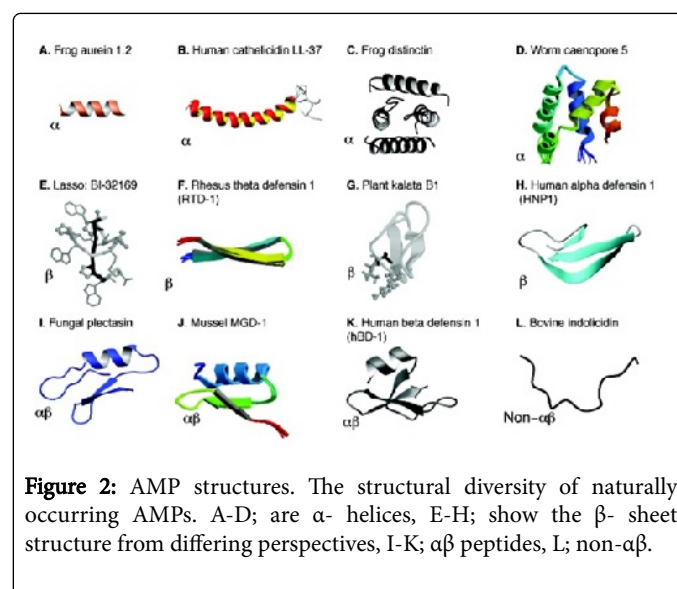 A. Frog aurein 1.2
B. Human cathelicidin LL-37
C. Frog distinctin
D. Worm caenopore 5
α
α
α
α
E. Lasso: BI-32169
F. Rhesus theta defensin 1
(RTD-1)
G. Plant kalata B1
H. Human alpha defensin 1
(HNP1)
β
β
β
β
I. Fungal plectasin
J. Mussel MGD-1
K. Human beta defensin 1
(hBD-1)
L. Bovine indolicidin
αβ
αβ
αβ
Non-αβ
Figure 2: AMP structures. The structural diversity of naturally
occurring AMPs. A-D; are α- helices, E-H; show the β- sheet
structure from differing perspectives, I-K; αβ peptides, L; non-αβ.